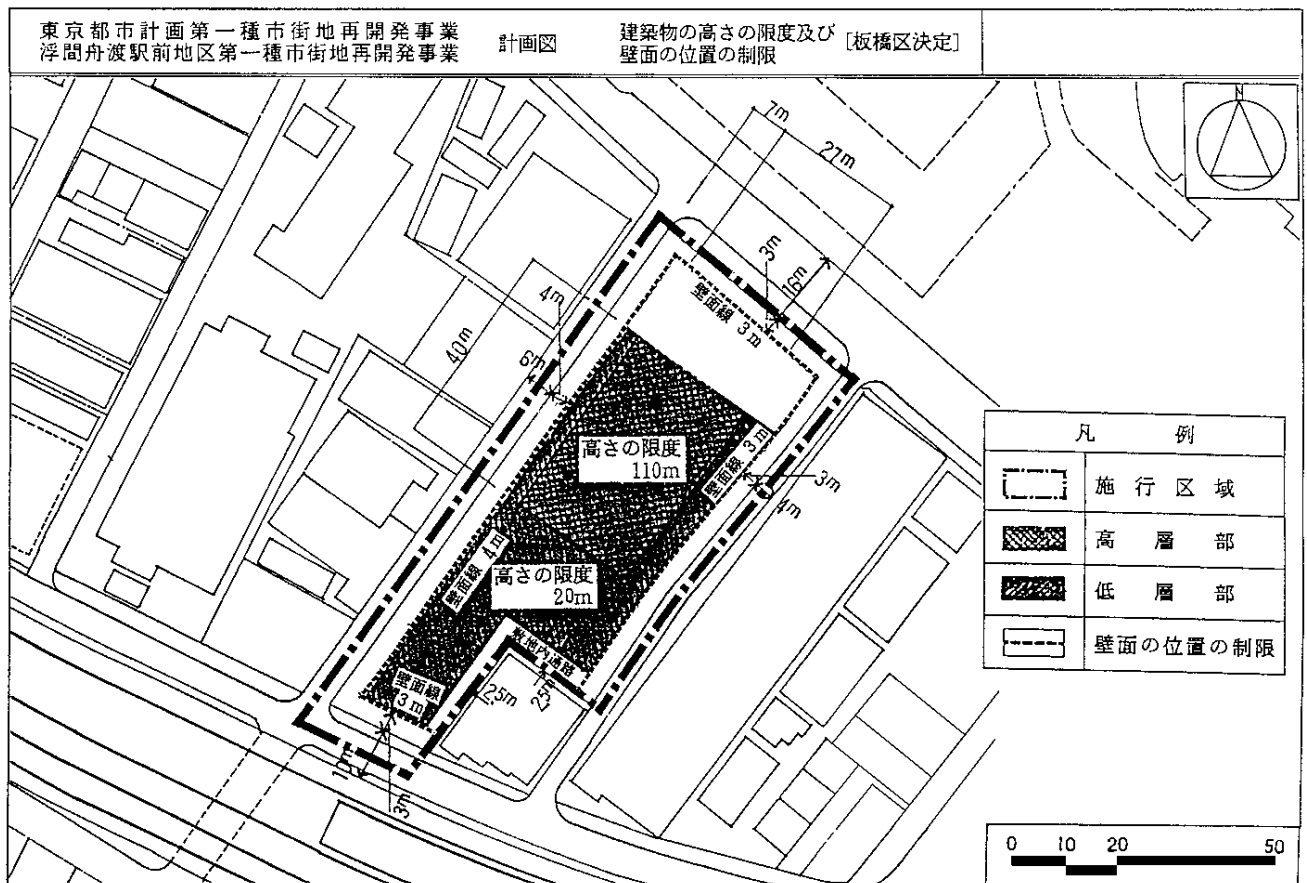 東京都市計画第一種市街地再開発事業
浮間舟渡駅前地区第一種市街地再開発事業
計画図
建築物の高さの限度及び
壁面の位置の制限
[板橋区決定]
N
7m
27m
3m
16m
壁面線 3m
4m
40m
6m
高さの限度
110m
壁面線 3m
3m
4m
壁面線 4m
高さの限度
20m
敷地内通路
壁面線
3m
25m
25m
10m
3m
凡例
施行区域
高層部
低層部
壁面の位置の制限
0 10 20 50